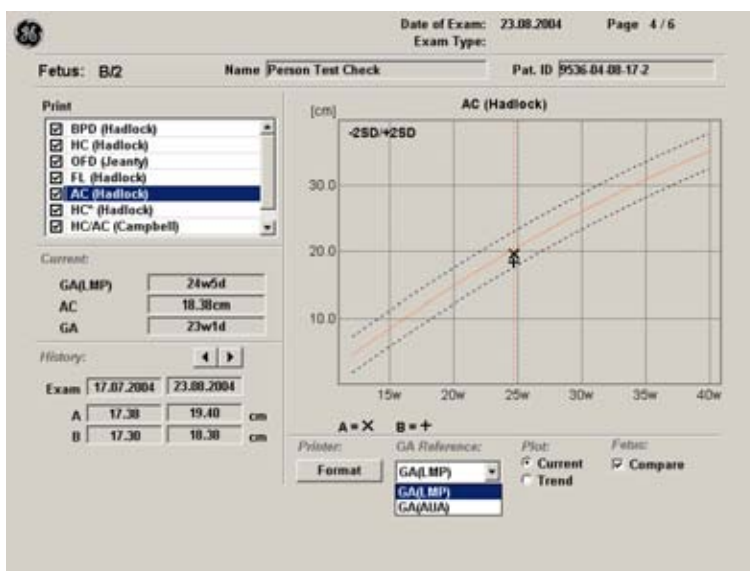 Date of Exam: 23.08.2004 Page 4/6
Exam Type:
Fetus: B/2 Name Person Test Check Pat. ID 9536-04-08-17-2
Print
BPD (Hadlock)
HC (Hadlock)
OFD (Jeanty)
FL (Hadlock)
AC (Hadlock)
HC* (Hadlock)
HC/AC (Campbell)
Current:
GA(LMP) 24w5d
AC 18.38cm
GA 23w1d
History:
Exam 17.07.2004 23.08.2004
A 17.38 19.40 cm
B 17.30 18.38 cm
AC (Hadlock)
[cm]
-2SD/+2SD
30.0
20.0
10.0
15w 20w 25w 30w 35w 40w
A = X B = +
Printer: GA Reference: Plot: Fetus:
Format GA(LMP) Current Compare
GA(LMP) Trend
GA(AUA)